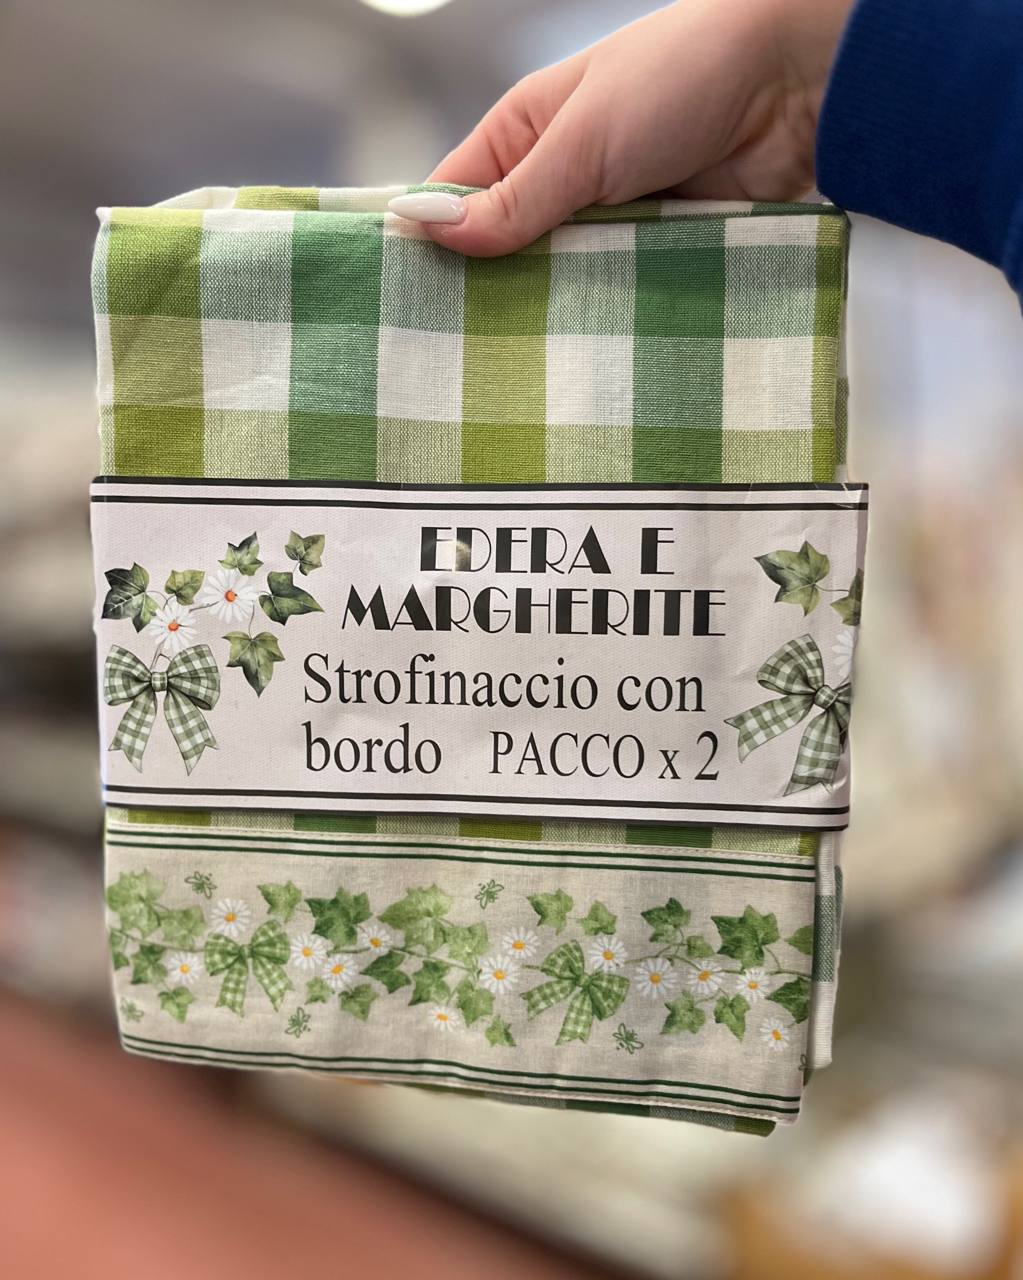 EDERA E
MARGHERITE
Strofinaccio con
bordo PACCO x 2